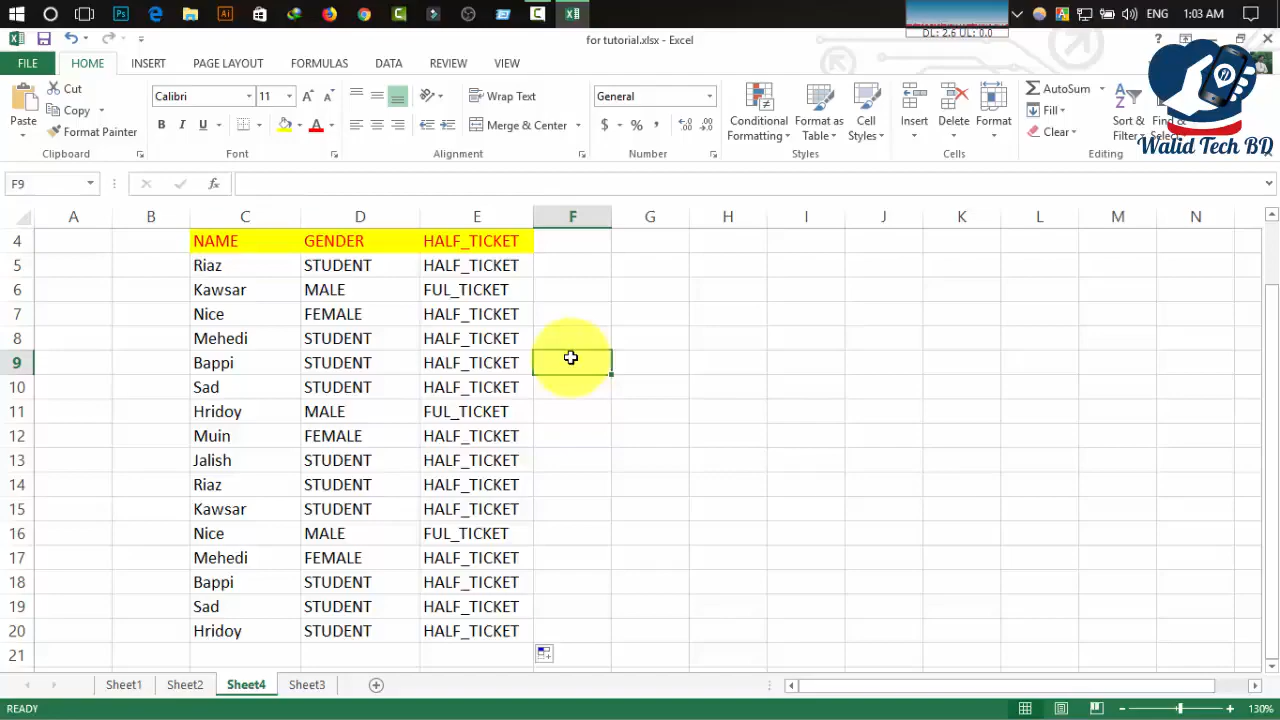 ENG 1:03 AM
DL: 2.6 UL: 0.0
for tutorial.xlsx - Excel
FILE HOME INSERT PAGE LAYOUT FORMULAS DATA REVIEW VIEW
Cut
Copy
Format Painter
Paste
Clipboard
Calibri 11
B I U
Font
Wrap Text
Merge & Center
Alignment
General
$ % ,
Number
Conditional Formatting
Format as Table
Cell Styles
Styles
Insert Delete Format
Cells
AutoSum
Fill
Clear
Sort & Filter
Find & Select
Editing
Walid Tech BD
F9 fx
A B C D E F G H I J K L M N
4 NAME GENDER HALF_TICKET
5 Riaz STUDENT HALF_TICKET
6 Kawsar MALE FUL_TICKET
7 Nice FEMALE HALF_TICKET
8 Mehedi STUDENT HALF_TICKET
9 Bappi STUDENT HALF_TICKET
10 Sad STUDENT HALF_TICKET
11 Hridoy MALE FUL_TICKET
12 Muin FEMALE HALF_TICKET
13 Jalish STUDENT HALF_TICKET
14 Riaz STUDENT HALF_TICKET
15 Kawsar STUDENT HALF_TICKET
16 Nice MALE FUL_TICKET
17 Mehedi FEMALE HALF_TICKET
18 Bappi STUDENT HALF_TICKET
19 Sad STUDENT HALF_TICKET
20 Hridoy STUDENT HALF_TICKET
21
Sheet1 Sheet2 Sheet4 Sheet3
READY 130%